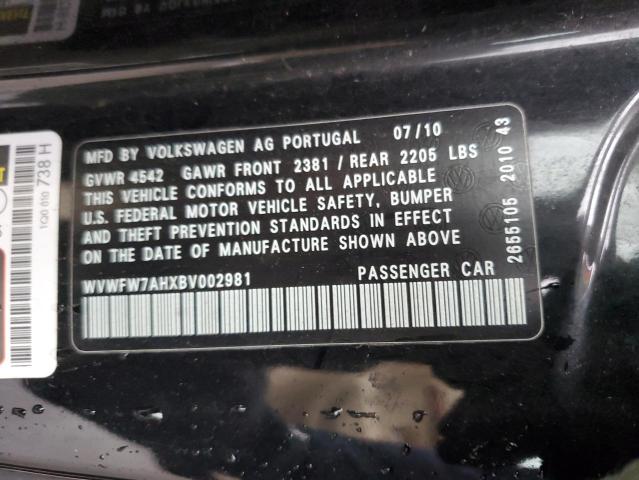 MFD BY VOLKSWAGEN AG PORTUGAL 07/10
GVWR 4542 GAWR FRONT 2381 / REAR 2205 LBS
THIS VEHICLE CONFORMS TO ALL APPLICABLE
U.S. FEDERAL MOTOR VEHICLE SAFETY, BUMPER
AND THEFT PREVENTION STANDARDS IN EFFECT
ON THE DATE OF MANUFACTURE SHOWN ABOVE
WVWFW7AHXBV002981 PASSENGER CAR
2655105 2010 43
1Q0 010 738 H